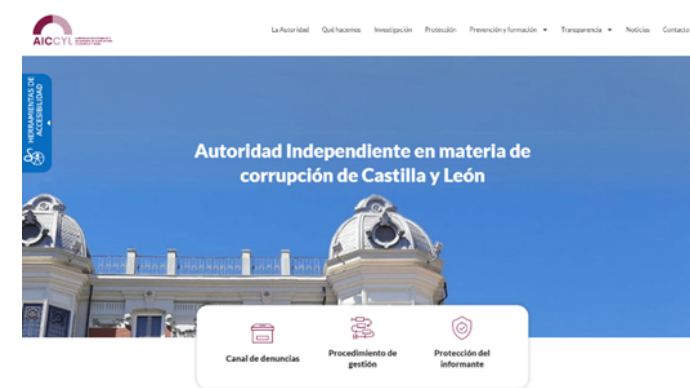 AICCYL
La Autoridad Qué hacemos Investigación Protección Prevención y formación Transparencia Noticias Contacto
HERRAMIENTAS DE
ACCESIBILIDAD
Autoridad Independiente en materia de
corrupción de Castilla y León
Canal de denuncias
Procedimiento de
gestión
Protección del
informante